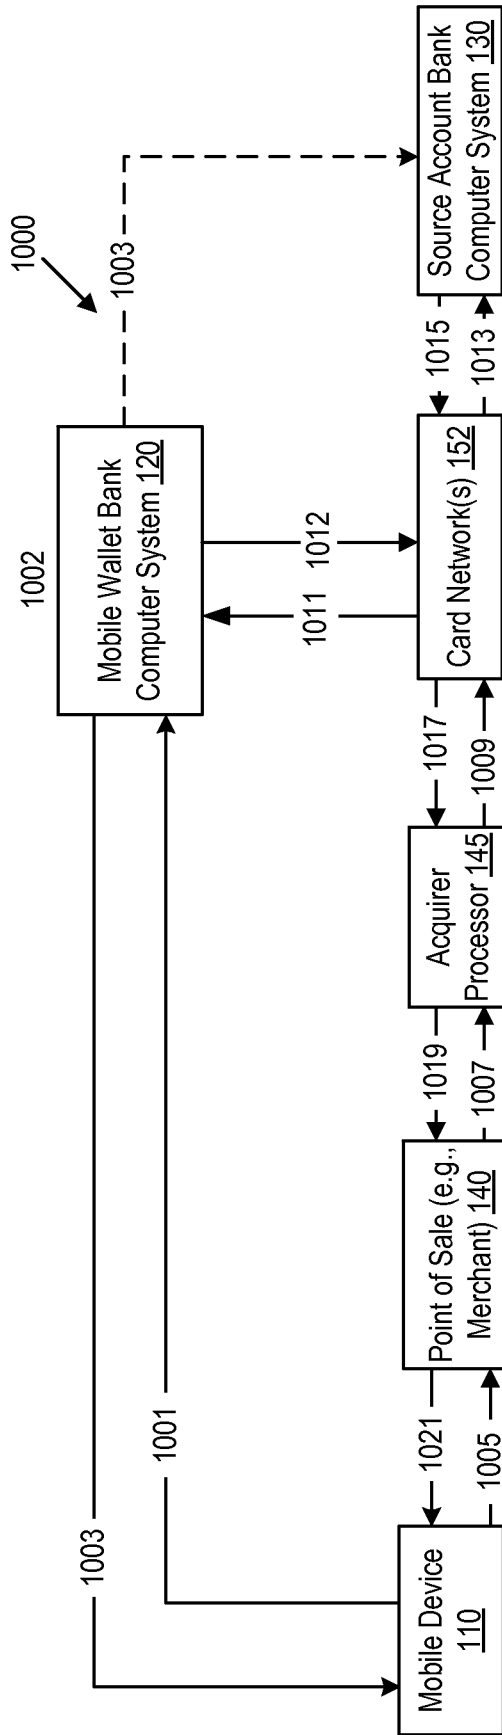 1000
1002
Mobile Wallet Bank
Computer System 120
1003
1003
1001
1011
1012
Mobile Device
110
1021
1005
Point of Sale (e.g.,
Merchant) 140
1019
1007
Acquirer
Processor 145
1017
1009
Card Network(s) 152
1015
1013
Source Account Bank
Computer System 130